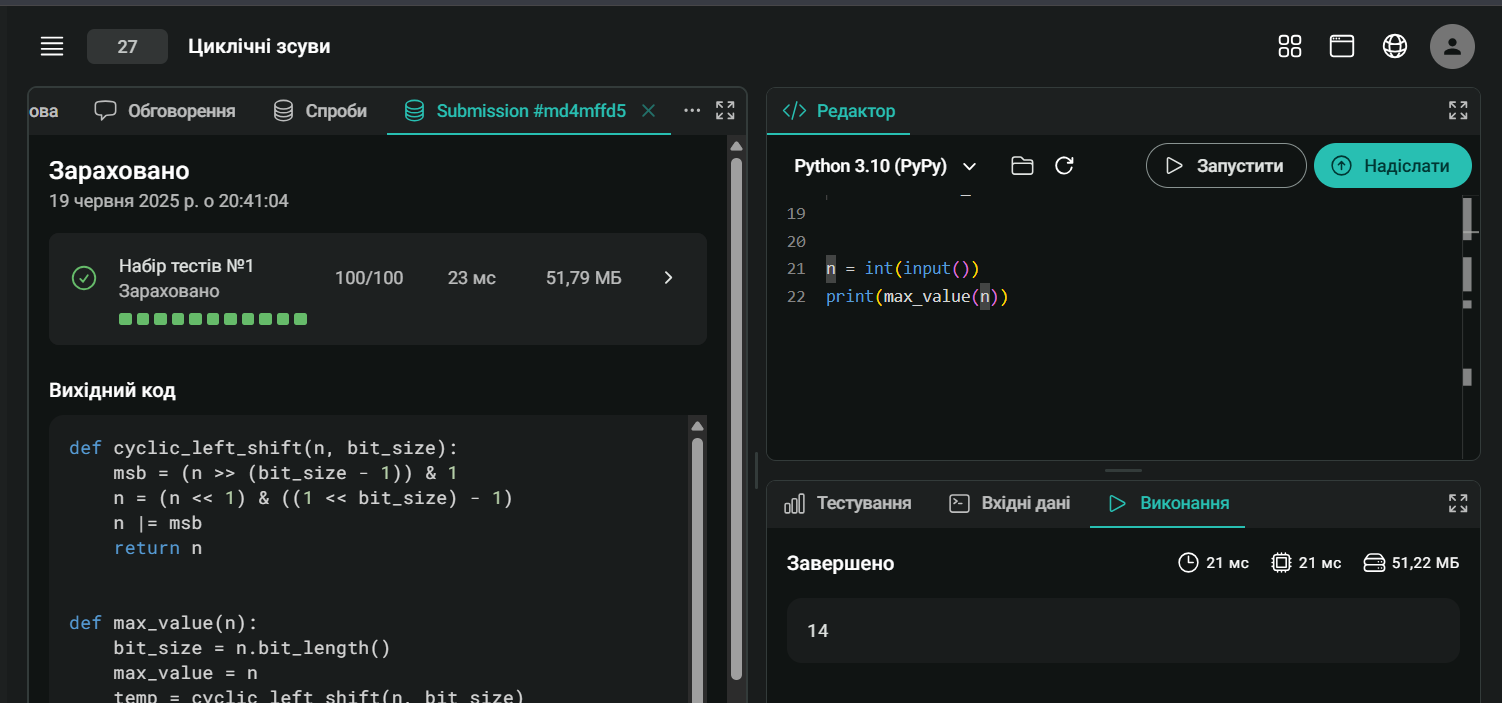 27 Циклічні зсуви
ова Обговорення Спроби Submission #md4mffd5
Зараховано
19 червня 2025 р. о 20:41:04
Набір тестів №1
Зараховано
100/100 23 мс 51,79 МБ
Вихідний код
def cyclic_left_shift(n, bit_size):
    msb = (n >> (bit_size - 1)) & 1
    n = (n << 1) & ((1 << bit_size) - 1)
    n |= msb
    return n
def max_value(n):
    bit_size = n.bit_length()
    max_value = n
    temp = cyclic_left_shift(n, bit_size)
</> Редактор
Python 3.10 (PyPy) Запустити Надіслати
19
20
21 n = int(input())
22 print(max_value(n))
Тестування Вхідні дані Виконання
Завершено 21 мс 21 мс 51,22 МБ
14